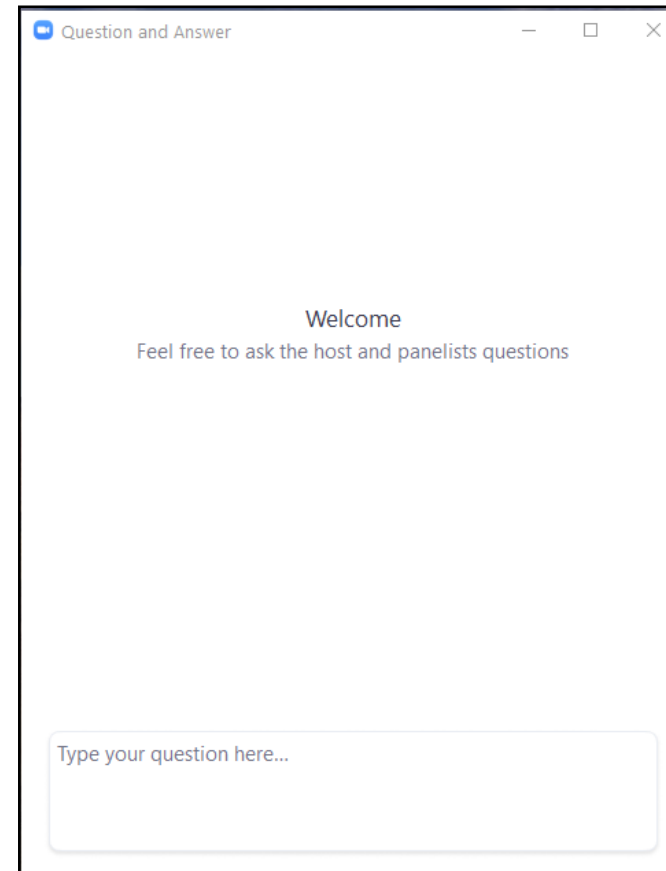 Question and Answer
Welcome
Feel free to ask the host and panelists questions
Type your question here...